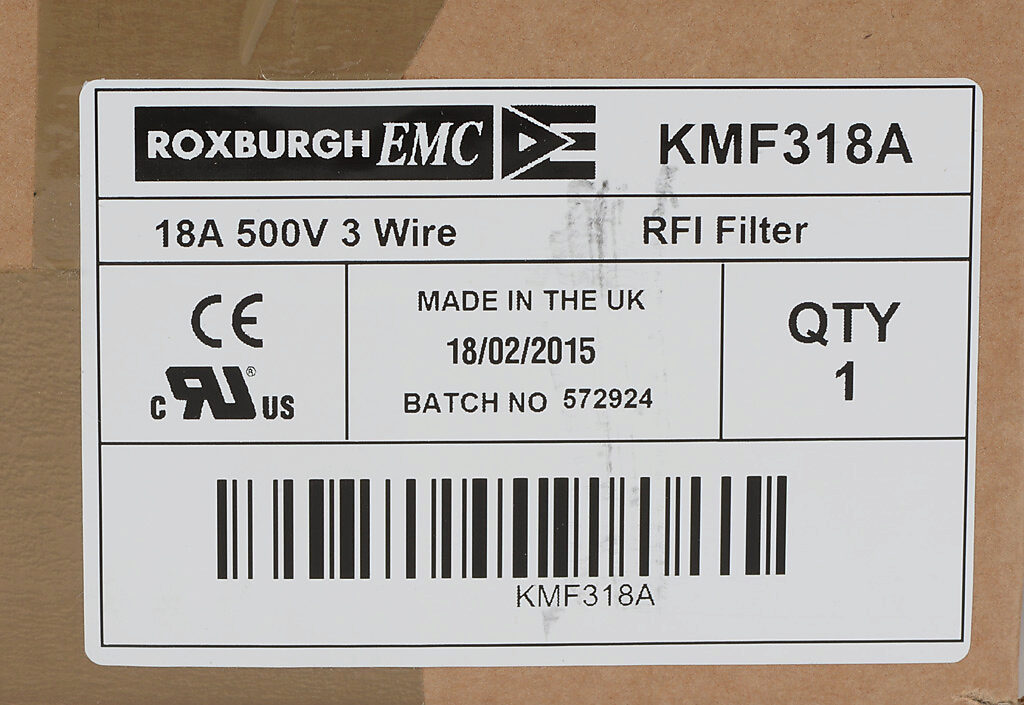 ROXBURGH EMC KMF318A
18A 500V 3 Wire RFI Filter
CE
MADE IN THE UK
18/02/2015
BATCH NO 572924
c RU ® US
QTY
1
KMF318A